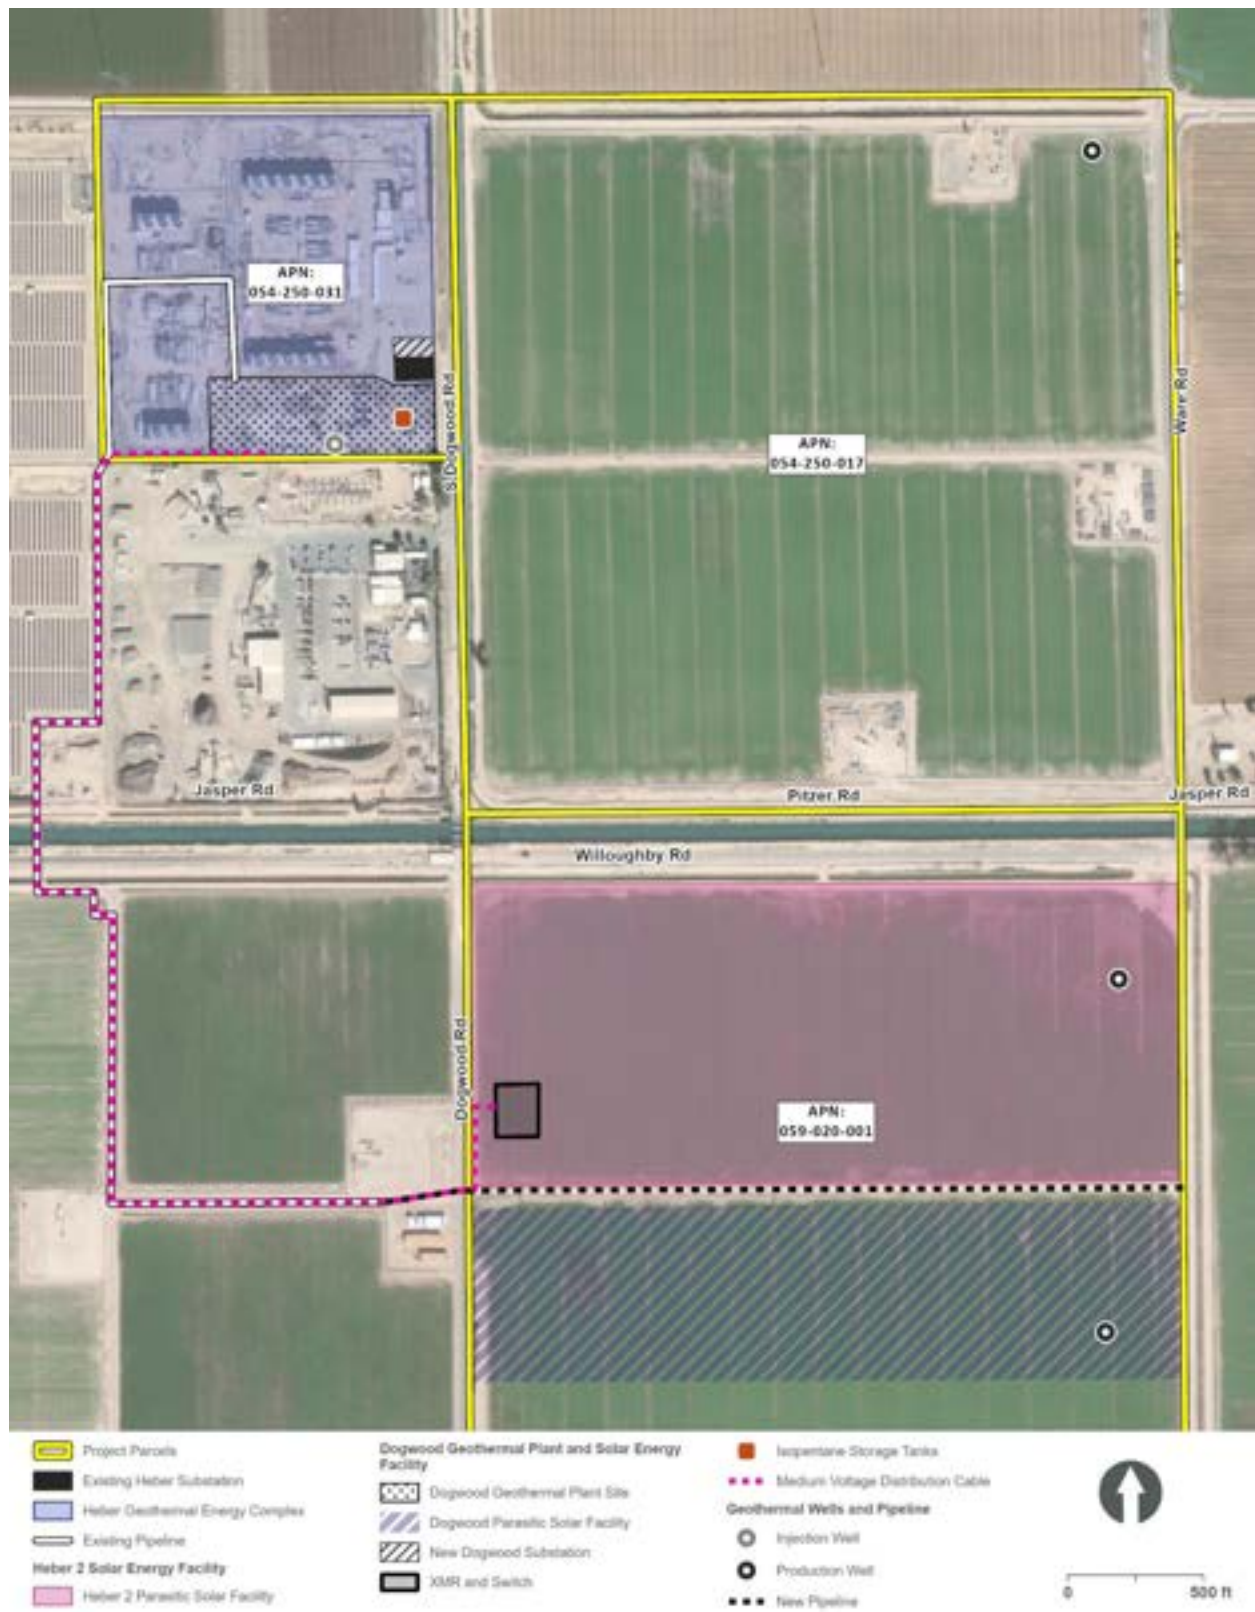 APN:
054-250-031
S Dogwood Rd
Ware Rd
APN:
054-250-017
Jasper Rd
Pitzer Rd
Jasper Rd
Willoughby Rd
Dogwood Rd
APN:
059-020-001
Project Parcels
Existing Heber Substation
Heber Geothermal Energy Complex
Existing Pipeline
Heber 2 Solar Energy Facility
Heber 2 Parasitic Solar Facility
Dogwood Geothermal Plant and Solar Energy
Facility
Dogwood Geothermal Plant Site
Dogwood Parasitic Solar Facility
New Dogwood Substation
XMR and Switch
Isopentane Storage Tanks
Medium Voltage Distribution Cable
Geothermal Wells and Pipeline
Injection Well
Production Well
New Pipeline
0 500 ft